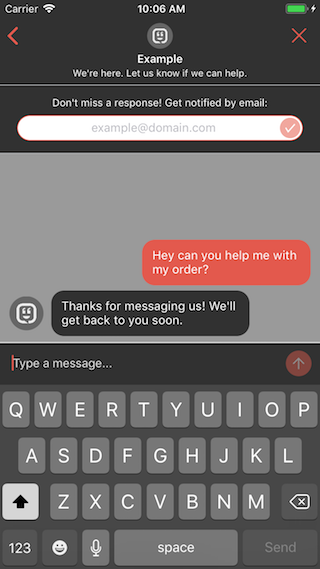 Carrier 10:06 AM
Example
We're here. Let us know if we can help.
Don't miss a response! Get notified by email:
example@domain.com
Hey can you help me with
my order?
Thanks for messaging us! We'll
get back to you soon.
Type a message...
Q W E R T Y U I O P
A S D F G H J K L
Z X C V B N M
123 space Send